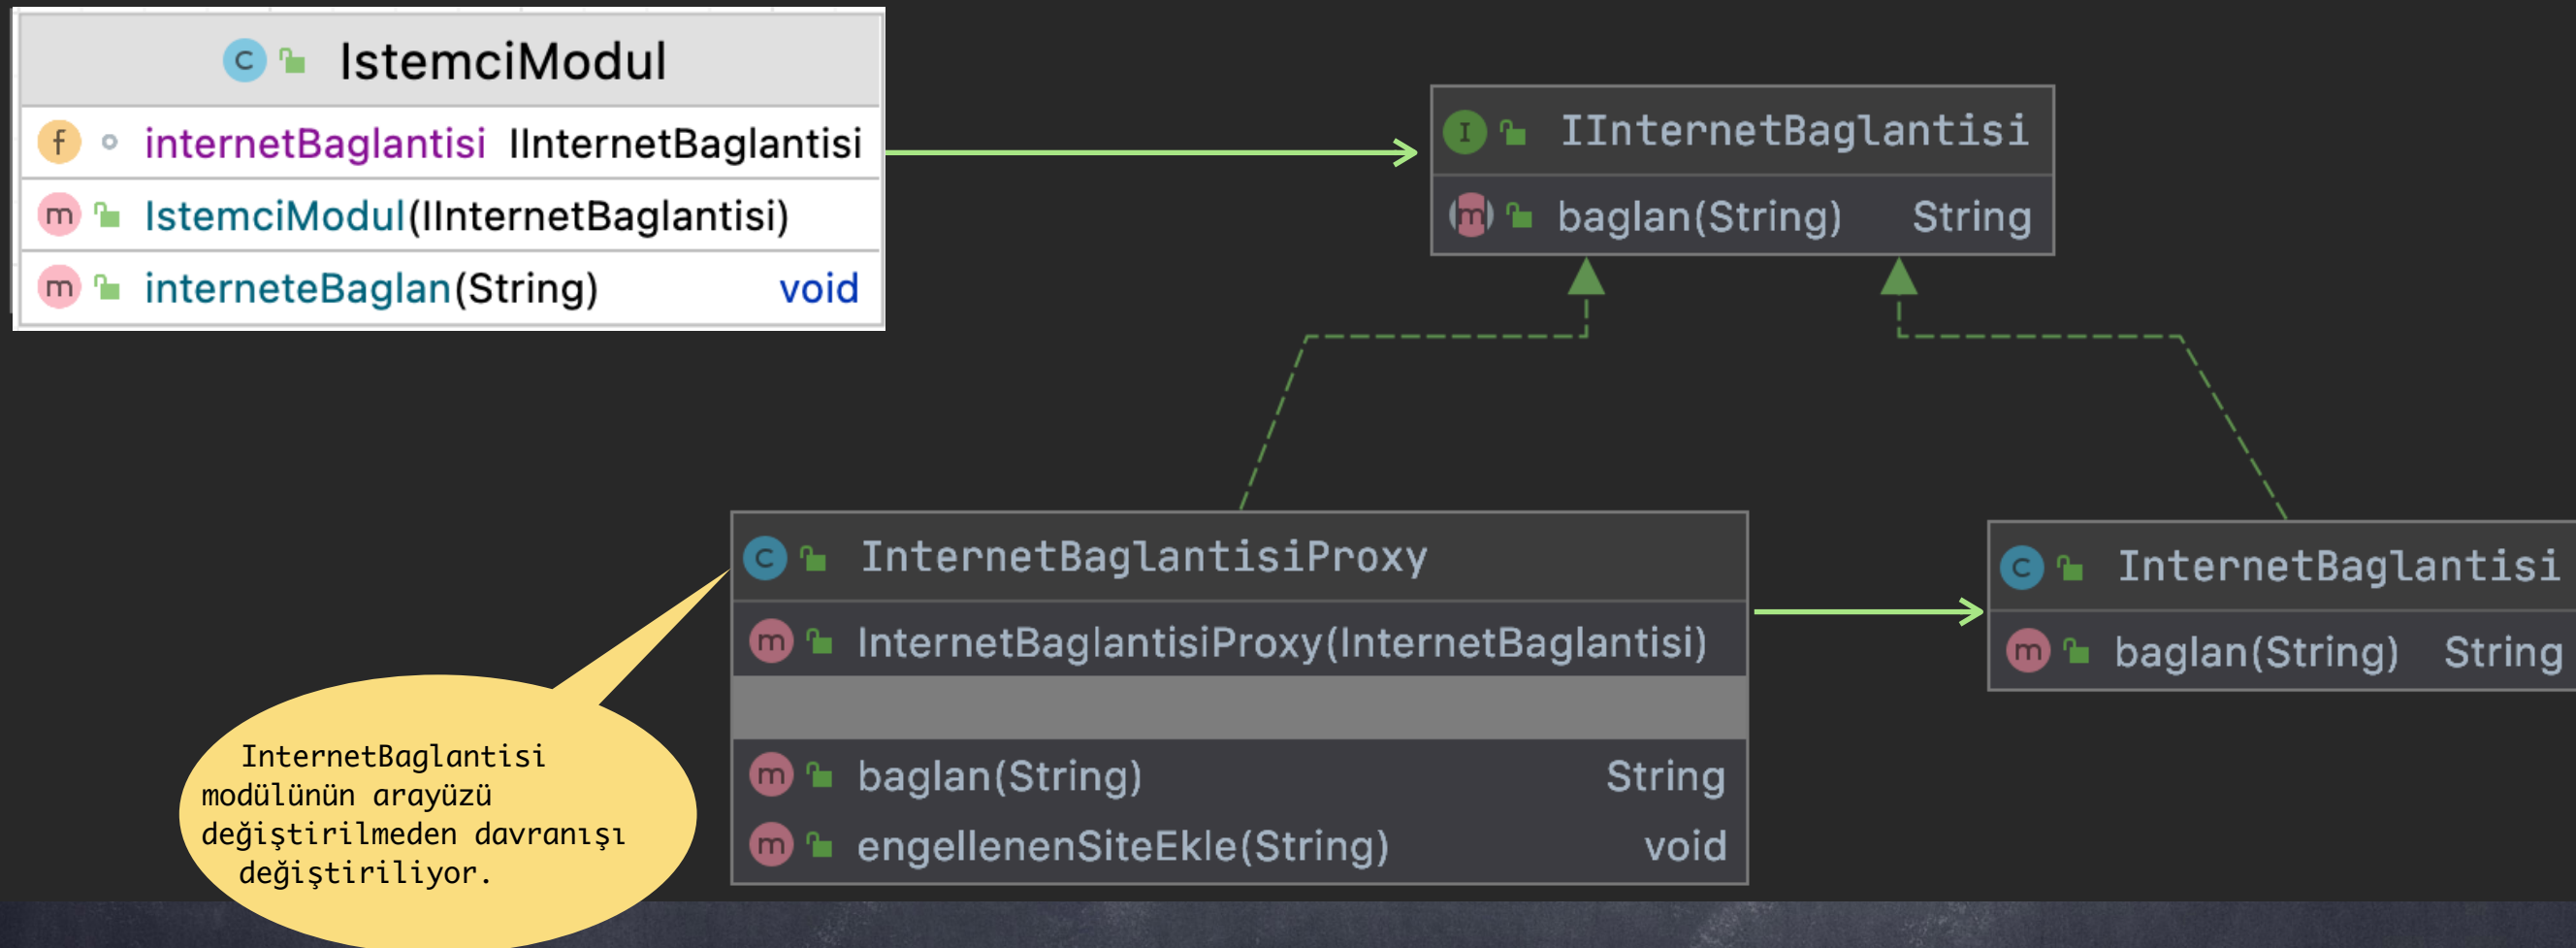 IstemciModul
internetBaglantisi IInternetBaglantisi
IstemciModul(IInternetBaglantisi)
interneteBaglan(String) void
IInternetBaglantisi
baglan(String) String
InternetBaglantisiProxy
InternetBaglantisiProxy(InternetBaglantisi)
baglan(String) String
engellenenSiteEkle(String) void
InternetBaglantisi
baglan(String) String
InternetBaglantisi
modülünün arayüzü
değiştirilmeden davranışı
değiştiriliyor.